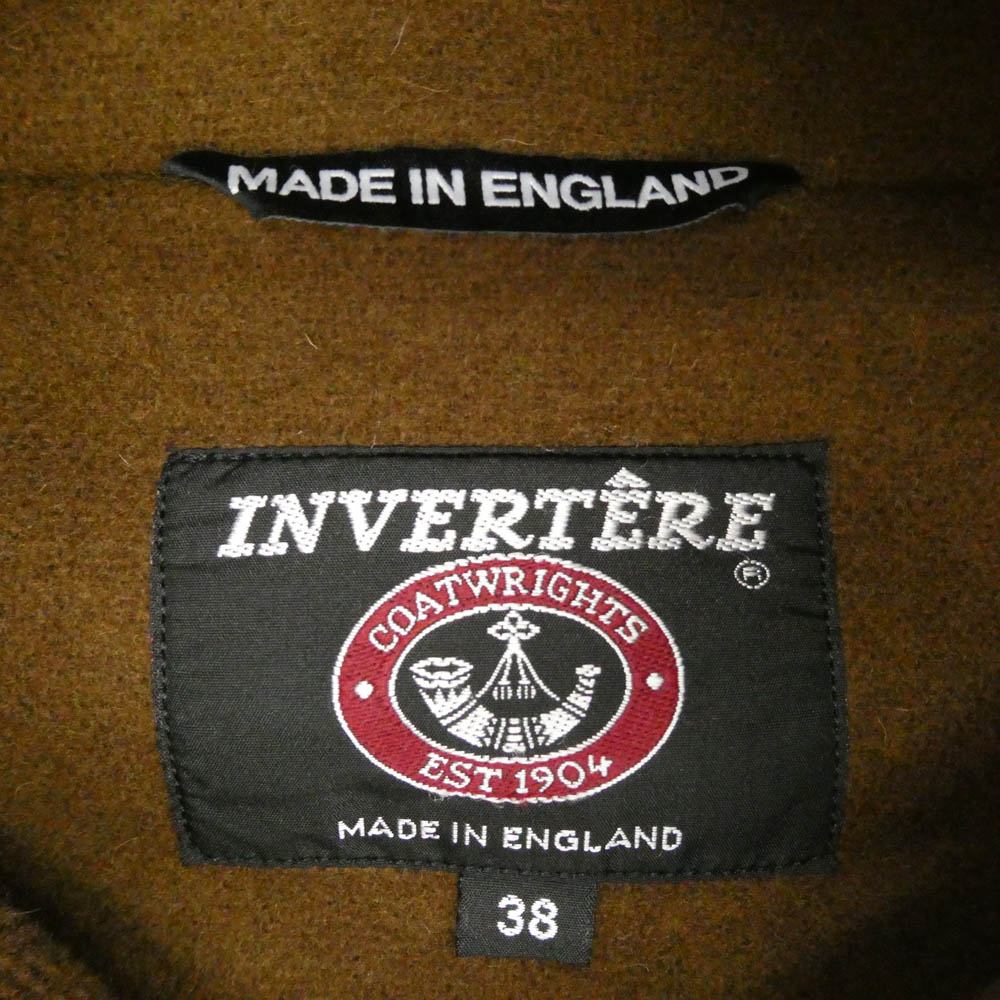 MADE IN ENGLAND
INVERTÊRE
®
COATWRIGHTS
EST 1904
MADE IN ENGLAND
38